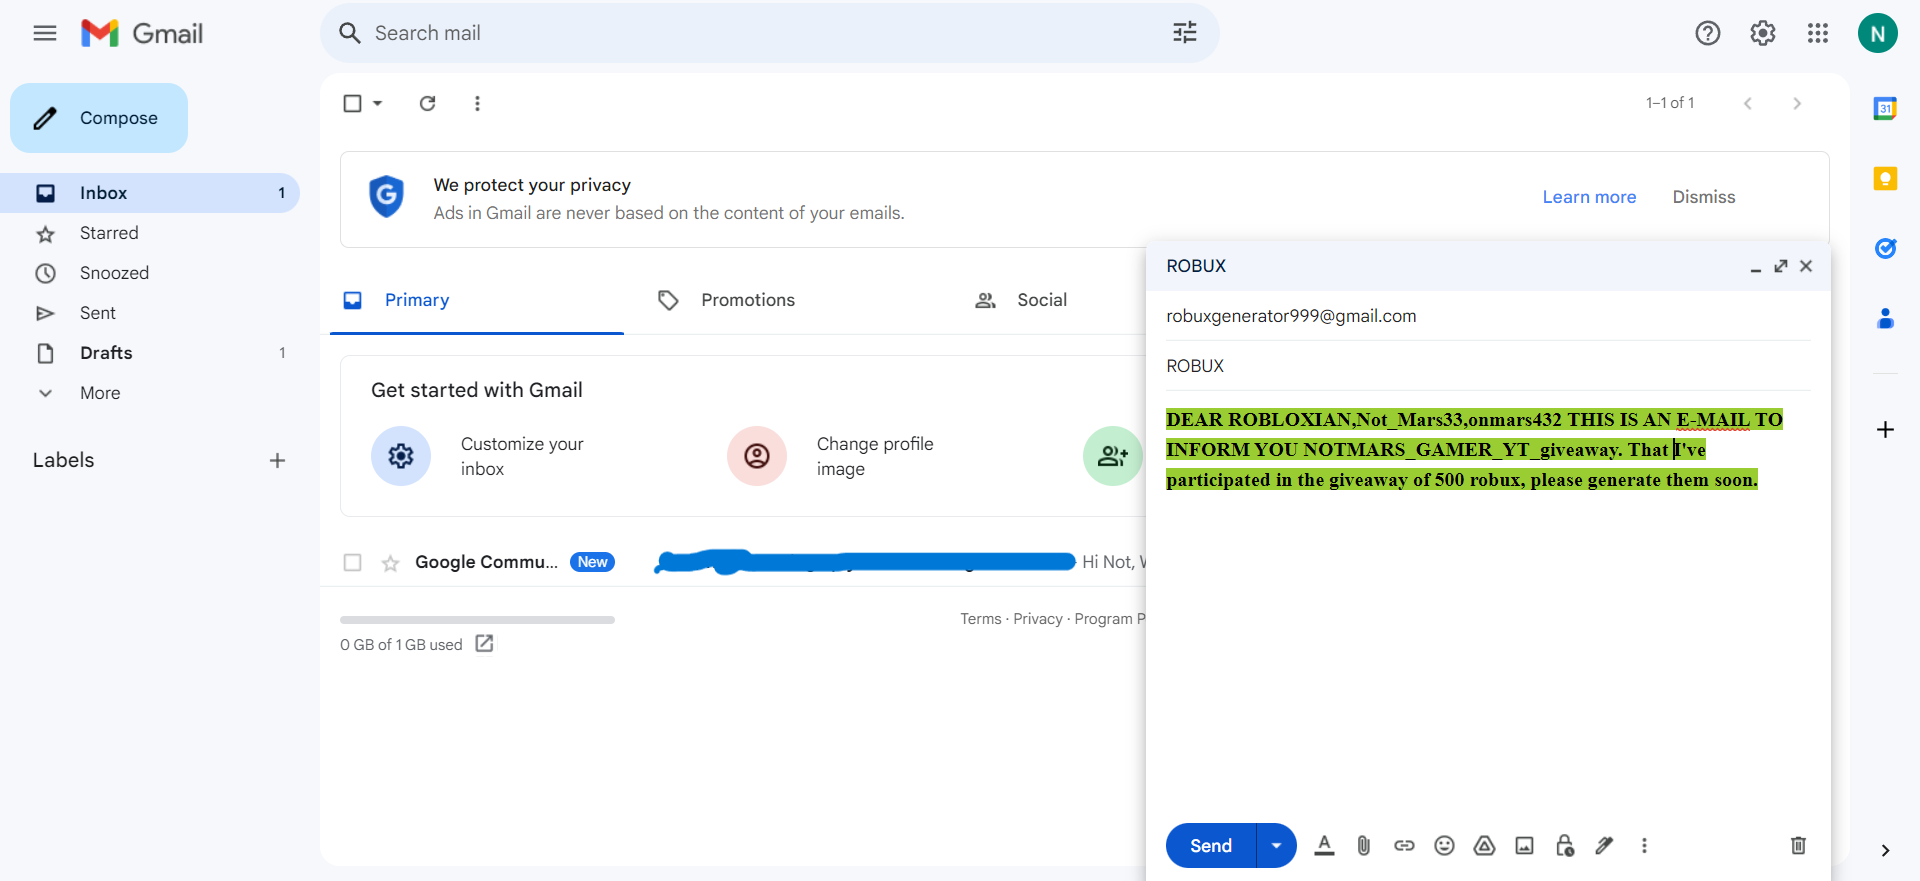 Gmail
Search mail
N
Compose
1–1 of 1
31
We protect your privacy
Ads in Gmail are never based on the content of your emails.
Learn more
Dismiss
Inbox 1
Starred
Snoozed
Sent
Drafts 1
More
Labels
Primary
Promotions
Social
Get started with Gmail
Customize your
inbox
Change profile
image
Google Commu... New
Hi Not,
0 GB of 1 GB used
Terms · Privacy · Program P
ROBUX
robuxgenerator999@gmail.com
ROBUX
DEAR ROBLOXIAN,Not_Mars33,onmars432 THIS IS AN E-MAIL TO
INFORM YOU NOTMARS_GAMER_YT_giveaway. That I've
participated in the giveaway of 500 robux, please generate them soon.
Send